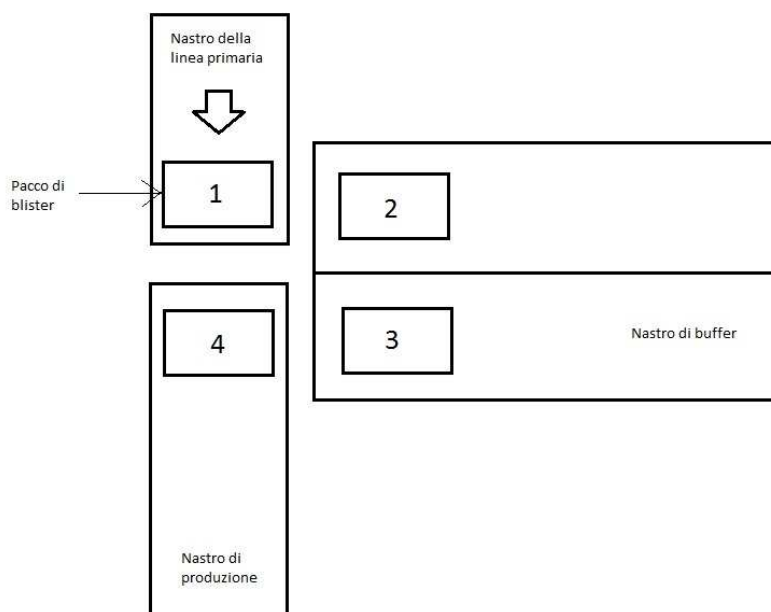 Nastro della
linea primaria
Pacco di
blister
1
2
4
3
Nastro di buffer
Nastro di
produzione